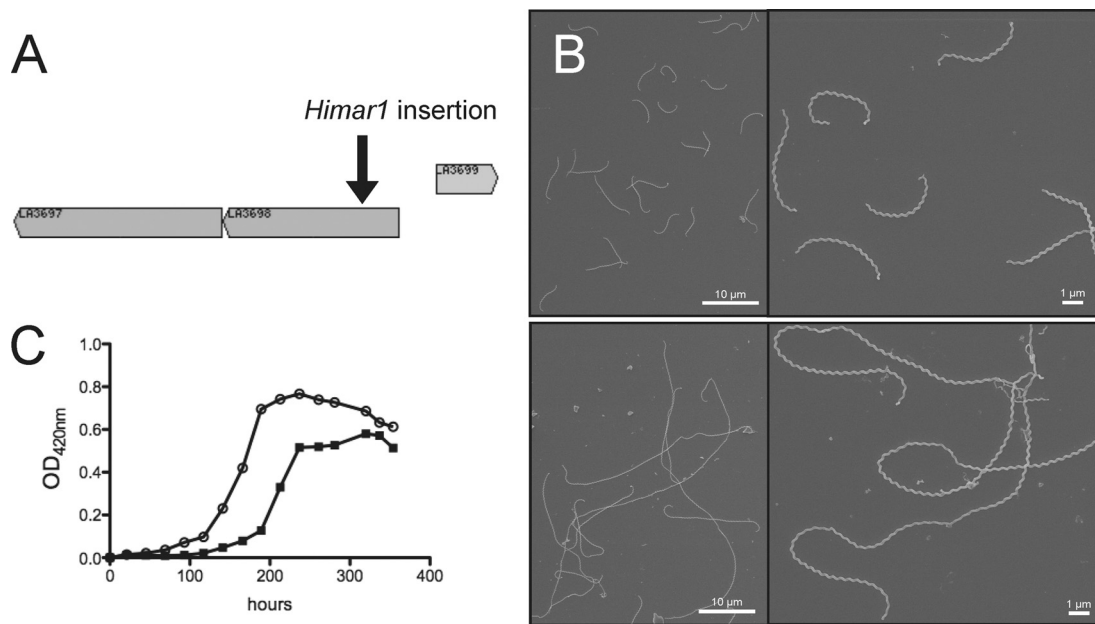 A
Himar1 insertion
LA3699
LA3697
LA3698
B
10 µm
1 µm
10 µm
1 µm
C
OD420nm
1.0
0.8
0.6
0.4
0.2
0.0
0
100
200
300
400
hours